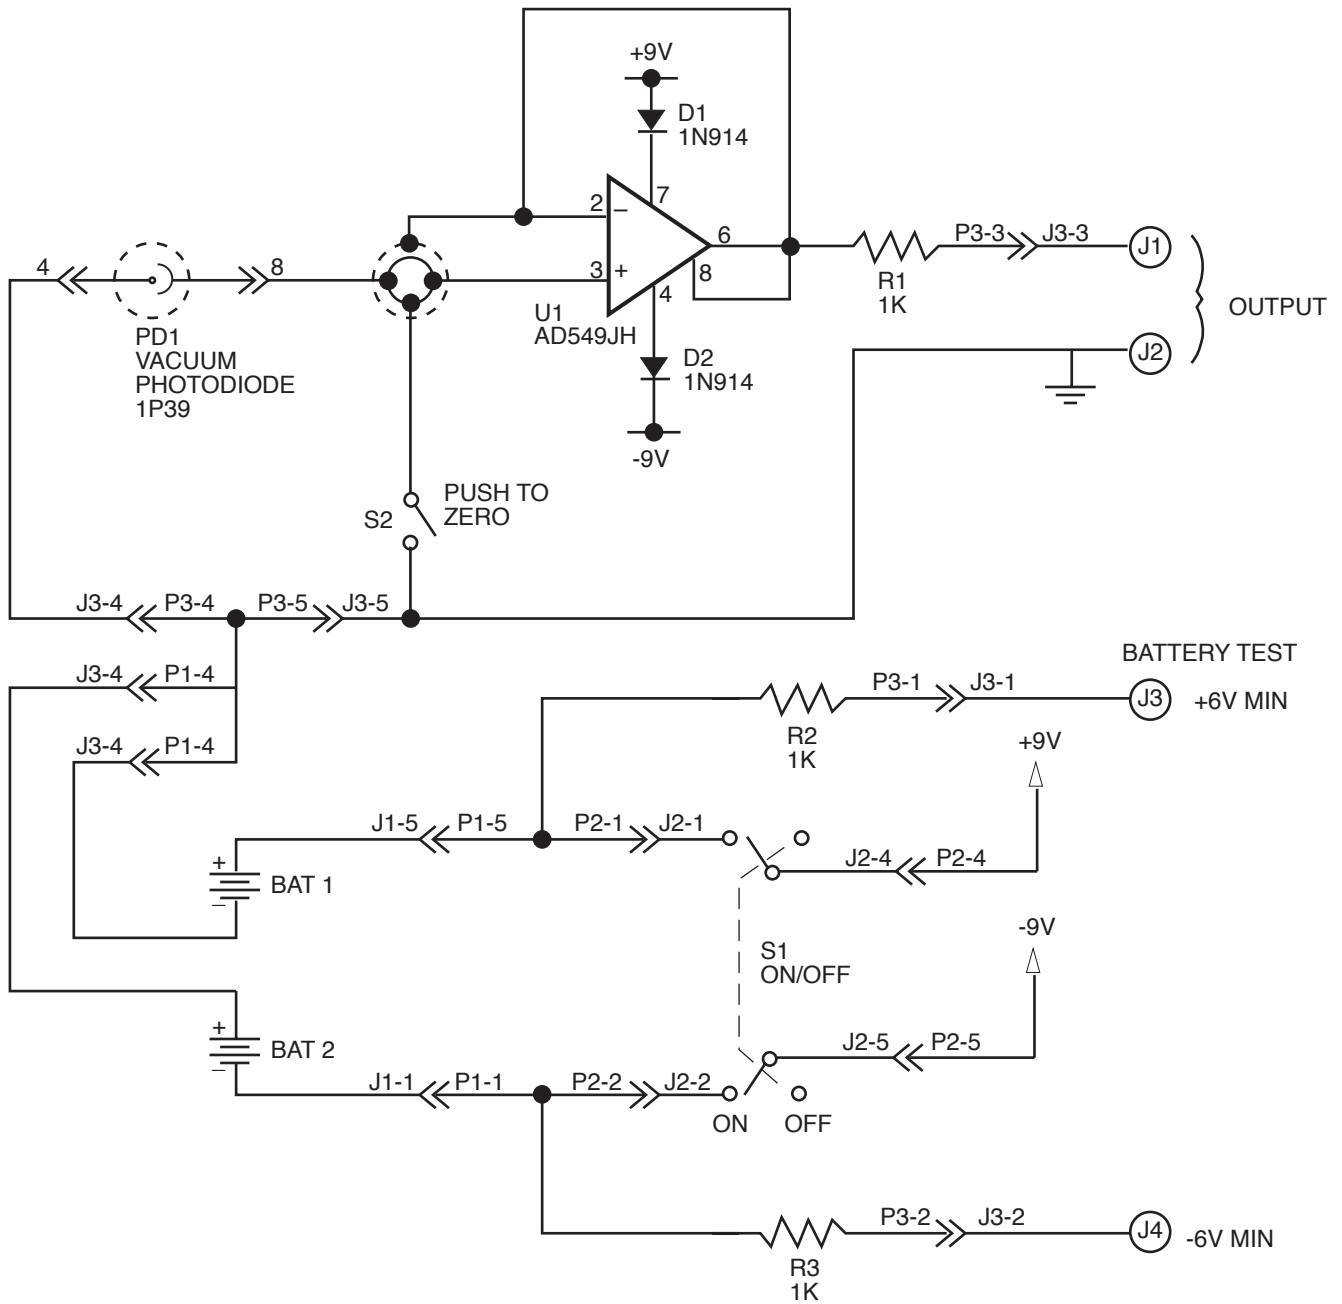 +9V
D1
1N914
7
2
–
6
P3-3
J3-3
J1
4
8
3
+
8
4
R1
1K
OUTPUT
U1
AD549JH
PD1
VACUUM
PHOTODIODE
1P39
D2
1N914
J2
-9V
PUSH TO
ZERO
S2
J3-4
P3-4
P3-5
J3-5
BATTERY TEST
J3-4
P1-4
P3-1
J3-1
J3
+6V MIN
R2
1K
+9V
J3-4
P1-4
J1-5
P1-5
P2-1
J2-1
J2-4
P2-4
+
BAT 1
–
-9V
S1
ON/OFF
+
BAT 2
–
J2-5
P2-5
J1-1
P1-1
P2-2
J2-2
ON
OFF
P3-2
J3-2
J4
-6V MIN
R3
1K